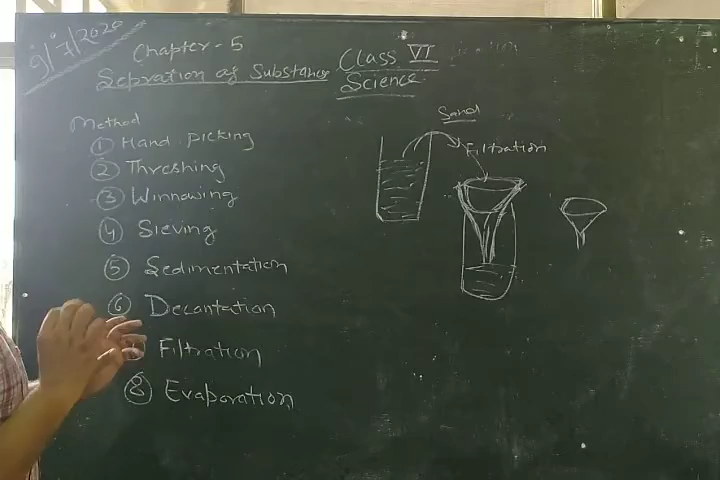 9/7/2020
Chapter-5
Sepration of Substance
Class VI
Science
Method
① Hand picking
② Threshing
③ Winnowing
④ Sieving
⑤ Sedimentation
⑥ Decantation
Filtration
⑧ Evaporation
Sand
Filtration